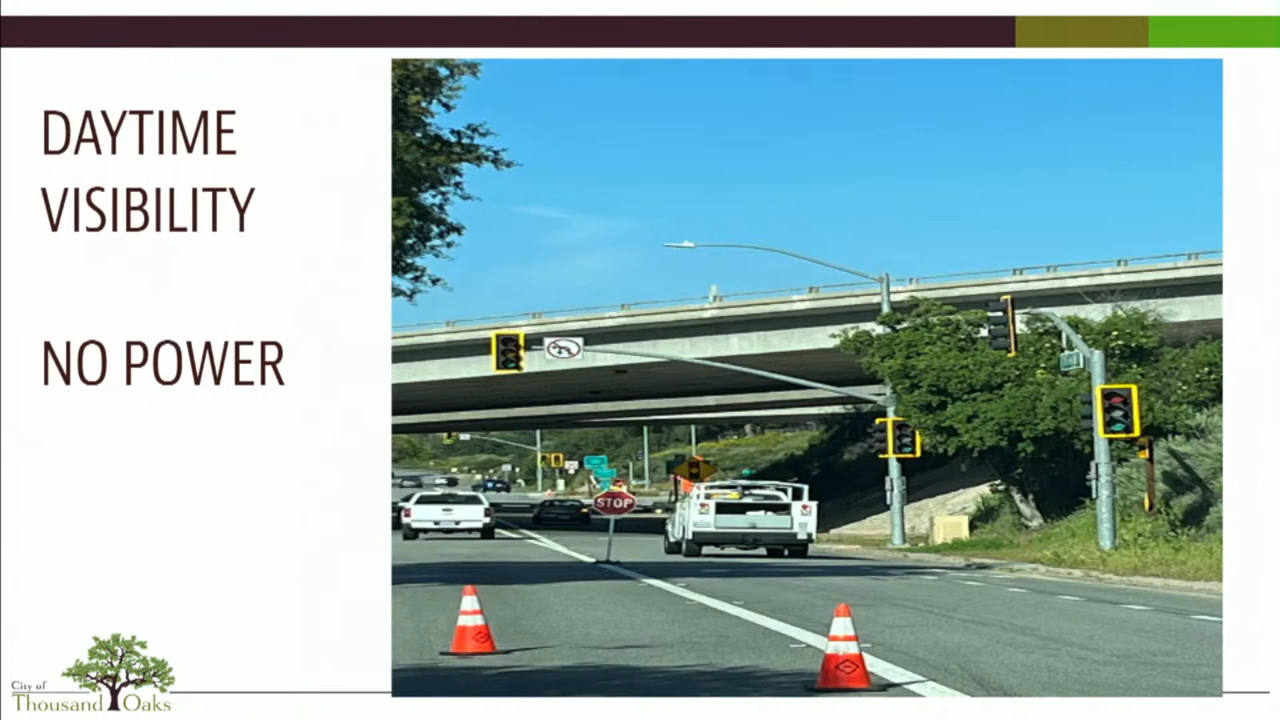 DAYTIME
VISIBILITY
NO POWER
STOP
City of
Thousand Oaks